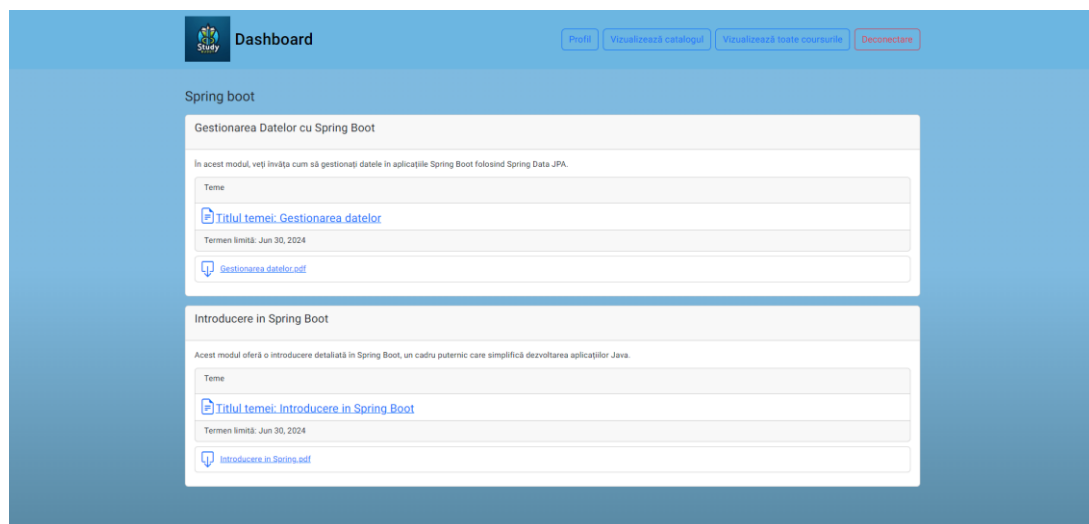 Study
Dashboard
Profil
Vizualizează catalogul
Vizualizează toate coursurile
Deconectare
Spring boot
Gestionarea Datelor cu Spring Boot
În acest modul, veți învăța cum să gestionați datele în aplicațiile Spring Boot folosind Spring Data JPA.
Teme
Titlul temei: Gestionarea datelor
Termen limită: Jun 30, 2024
Gestionarea datelor.pdf
Introducere in Spring Boot
Acest modul oferă o introducere detaliată în Spring Boot, un cadru puternic care simplifică dezvoltarea aplicațiilor Java.
Teme
Titlul temei: Introducere in Spring Boot
Termen limită: Jun 30, 2024
Introducere in Spring.pdf